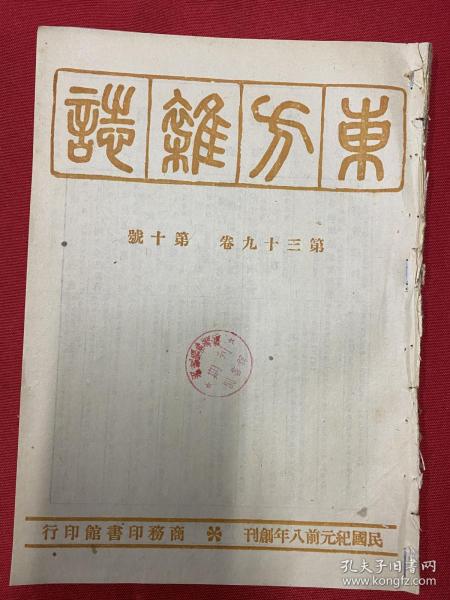 東方雜誌
第三十九卷 第十號
民國紀元前八年創刊 商務印書館印行
孔夫子旧书网
www.kongfz.com